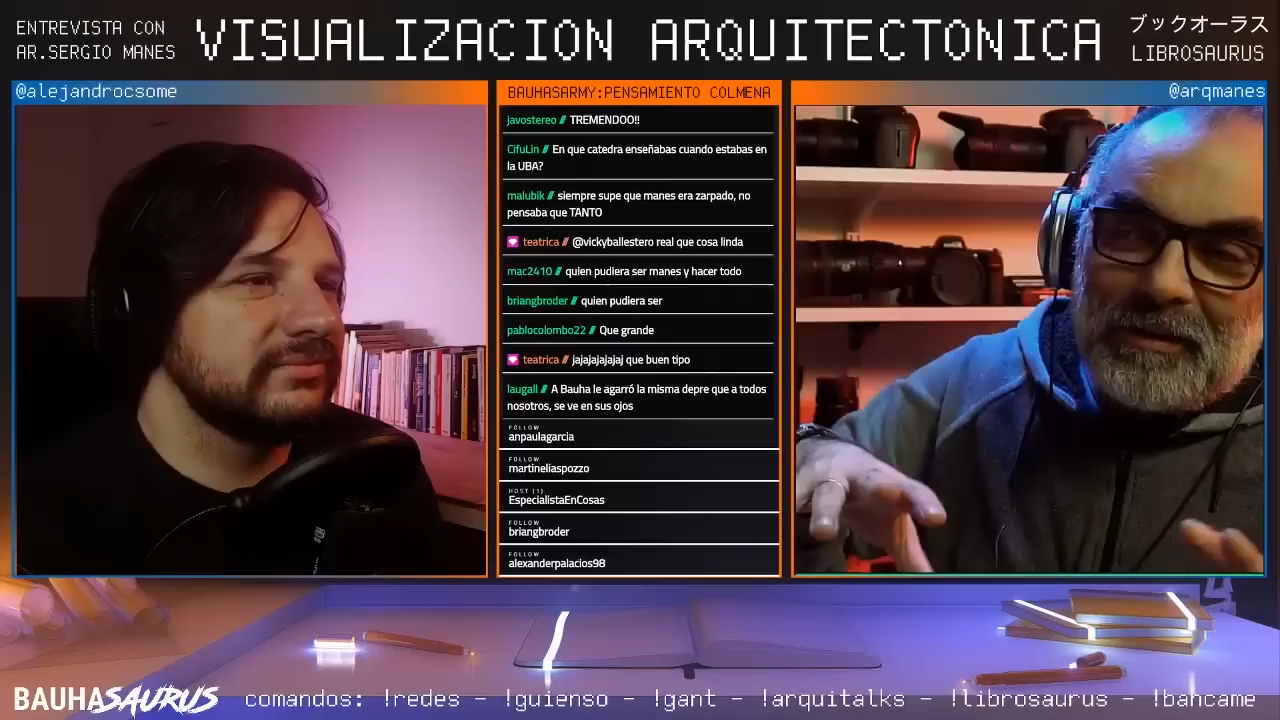 ENTREVISTA CON
AR.SERGIO MANES
VISUALIZACION ARQUITECTONICA
ブックオーラス
LIBROSAURUS
@alejandrocsome
BAUHASARMY:PENSAMIENTO COLMENA
@arqmanes
javostereo // TREMENDOO!!
CifuLin // En que catedra enseñabas cuando estabas en
la UBA?
malubik // siempre supe que manes era zarpado, no
pensaba que TANTO
teatrica // @vickyballestero real que cosa linda
mac2410 // quien pudiera ser manes y hacer todo
briangbroder // quien pudiera ser
pablocolombo22 // Que grande
teatrica // jajajajajajaj que buen tipo
laugall // A Bauha le agarró la misma depre que a todos
nosotros, se ve en sus ojos
FOLLOW
anpaulagarcia
FOLLOW
martineliaspozzo
HOST (1)
EspecialistaEnCosas
FOLLOW
briangbroder
FOLLOW
alexanderpalacios98
BAUHASAURUS
comandos: !redes - !guienso - !gant - !arquitalks - !librosaurus - !bancame